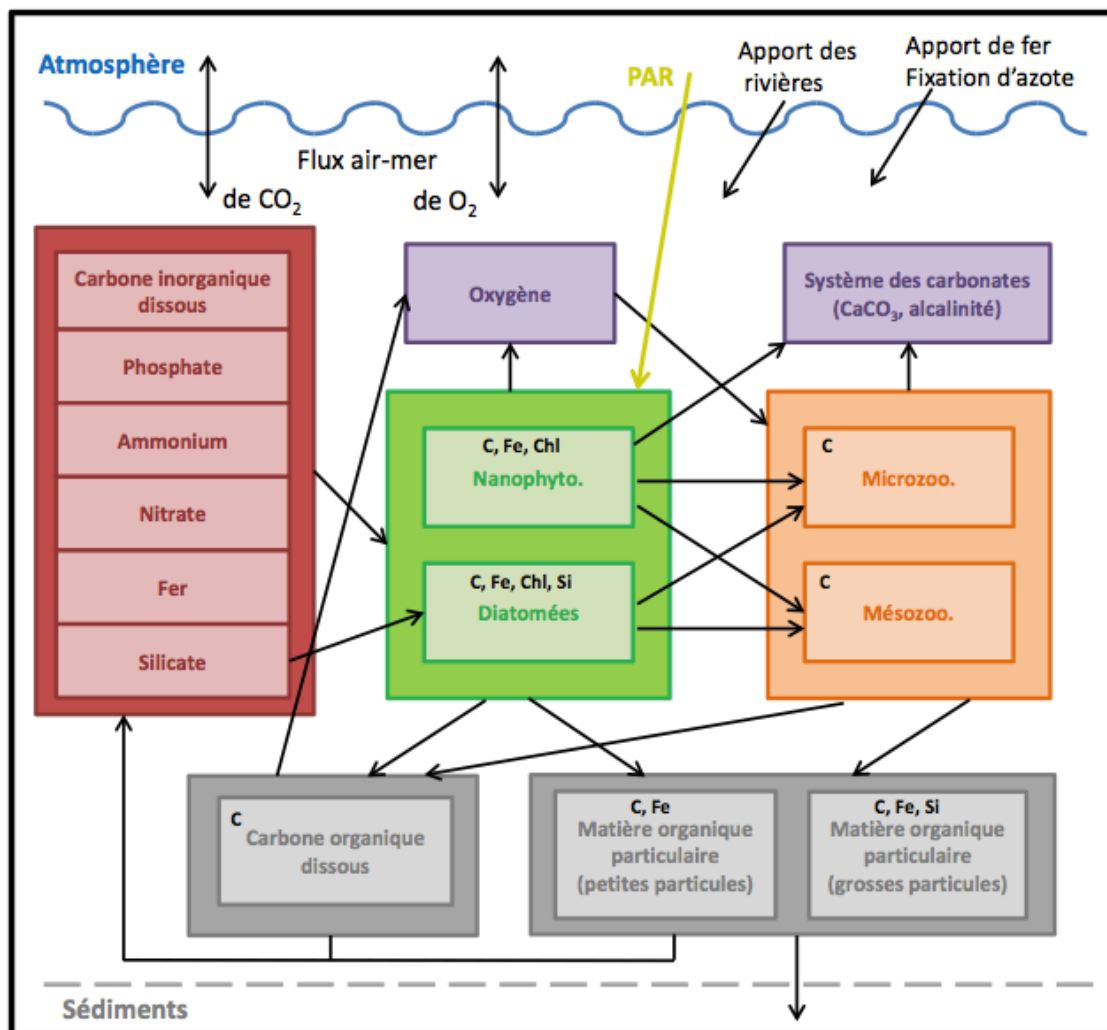 Atmosphère
PAR
Apport des
rivières
Apport de fer
Fixation d'azote
Flux air-mer
de CO₂
de O₂
Carbone inorganique
dissous
Phosphate
Ammonium
Nitrate
Fer
Silicate
Oxygène
Système des carbonates
(CaCO₃, alcalinité)
C, Fe, Chl
Nanophyto.
C, Fe, Chl, Si
Diatomées
C
Microzoo.
C
Mésozoo.
C
Carbone organique
dissous
C, Fe
Matière organique
particulaire
(petites particules)
C, Fe, Si
Matière organique
particulaire
(grosses particules)
Sédiments